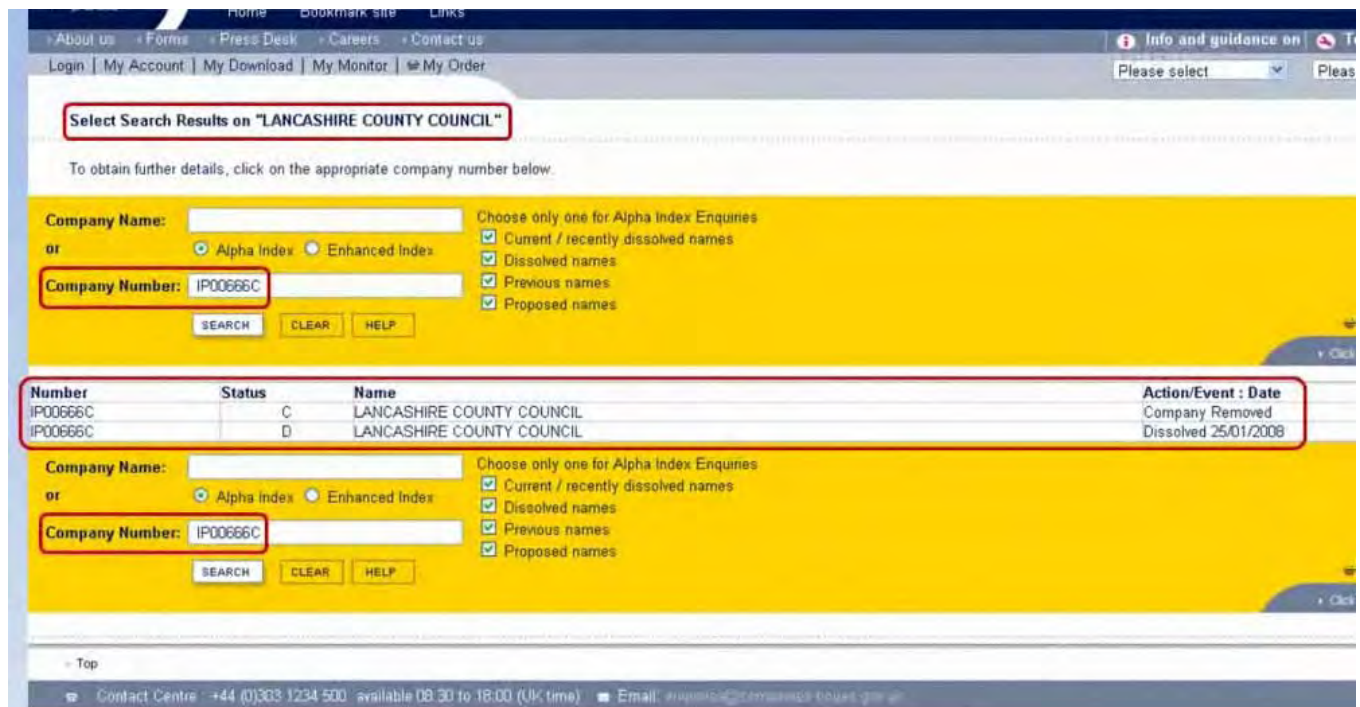 Home Bookmark site Links
About us Forms Press Desk Careers Contact us Info and guidance on
Login | My Account | My Download | My Monitor | My Order Please select
Select Search Results on "LANCASHIRE COUNTY COUNCIL"
To obtain further details, click on the appropriate company number below.
Company Name: Choose only one for Alpha Index Enquiries
or Alpha Index Enhanced Index Current / recently dissolved names
Dissolved names
Company Number: IP00666C Previous names
Proposed names
SEARCH CLEAR HELP
Click
Number Status Name Action/Event : Date
IP00666C C LANCASHIRE COUNTY COUNCIL Company Removed
IP00666C D LANCASHIRE COUNTY COUNCIL Dissolved 25/01/2008
Company Name: Choose only one for Alpha Index Enquiries
or Alpha Index Enhanced Index Current / recently dissolved names
Dissolved names
Company Number: IP00666C Previous names
Proposed names
SEARCH CLEAR HELP
Click
Top
Contact Centre : +44 (0)303 1234 500 available 08.30 to 18:00 (UK time) Email: